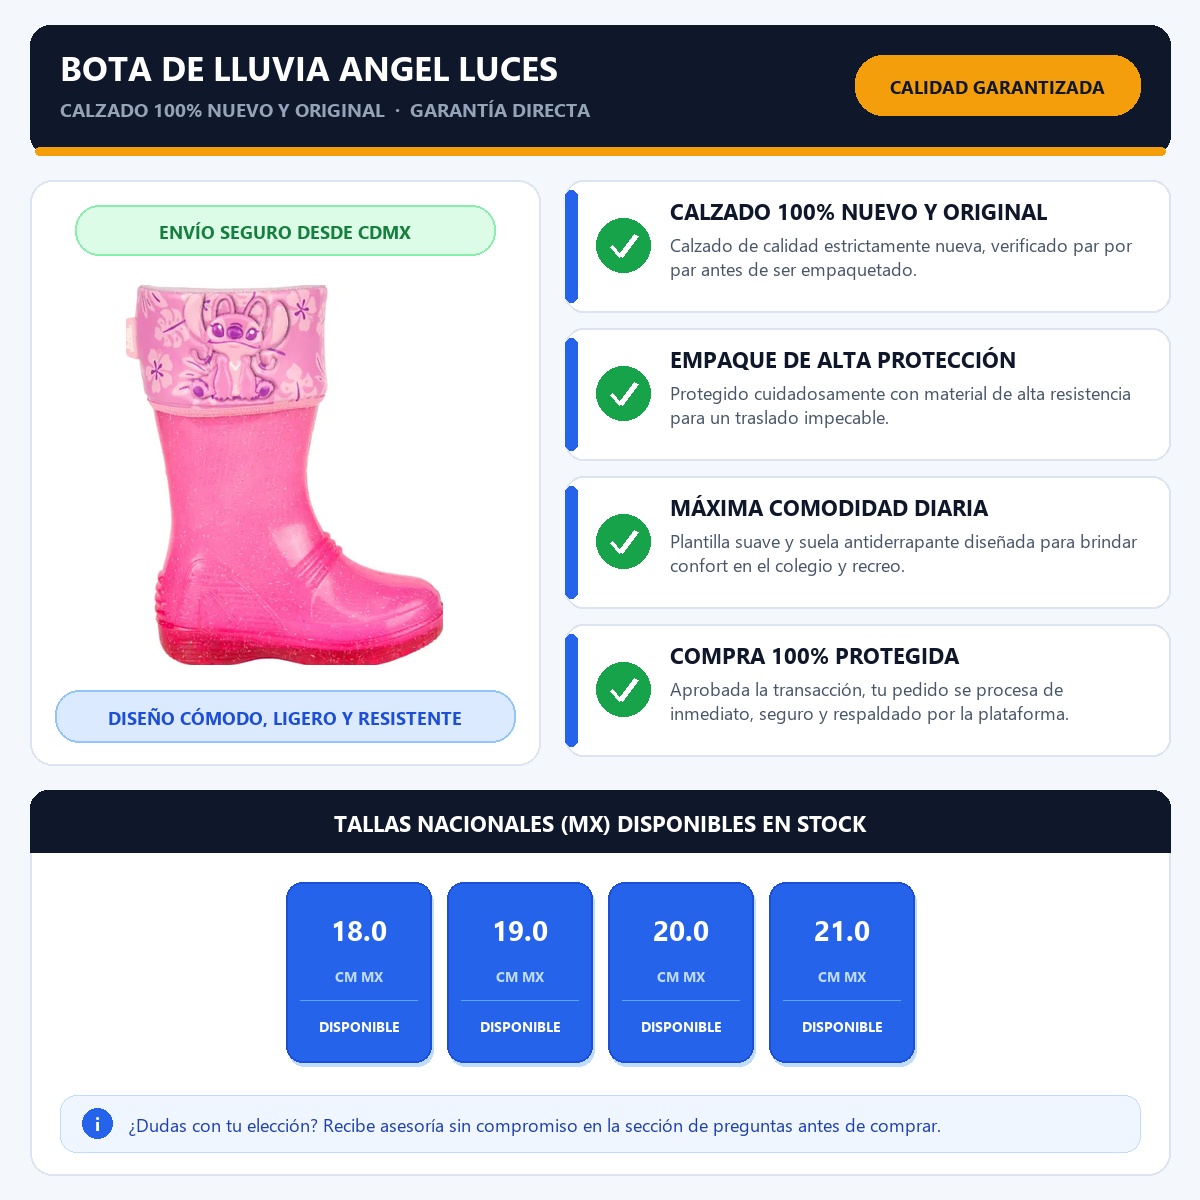 BOTA DE LLUVIA ANGEL LUCES
CALZADO 100% NUEVO Y ORIGINAL · GARANTÍA DIRECTA
CALIDAD GARANTIZADA
ENVÍO SEGURO DESDE CDMX
DISEÑO CÓMODO, LIGERO Y RESISTENTE
CALZADO 100% NUEVO Y ORIGINAL
Calzado de calidad estrictamente nueva, verificado par por
par antes de ser empaquetado.
EMPAQUE DE ALTA PROTECCIÓN
Protegido cuidadosamente con material de alta resistencia
para un traslado impecable.
MÁXIMA COMODIDAD DIARIA
Plantilla suave y suela antiderrapante diseñada para brindar
confort en el colegio y recreo.
COMPRA 100% PROTEGIDA
Aprobada la transacción, tu pedido se procesa de
inmediato, seguro y respaldado por la plataforma.
TALLAS NACIONALES (MX) DISPONIBLES EN STOCK
18.0
CM MX
DISPONIBLE
19.0
CM MX
DISPONIBLE
20.0
CM MX
DISPONIBLE
21.0
CM MX
DISPONIBLE
¿Dudas con tu elección? Recibe asesoría sin compromiso en la sección de preguntas antes de comprar.